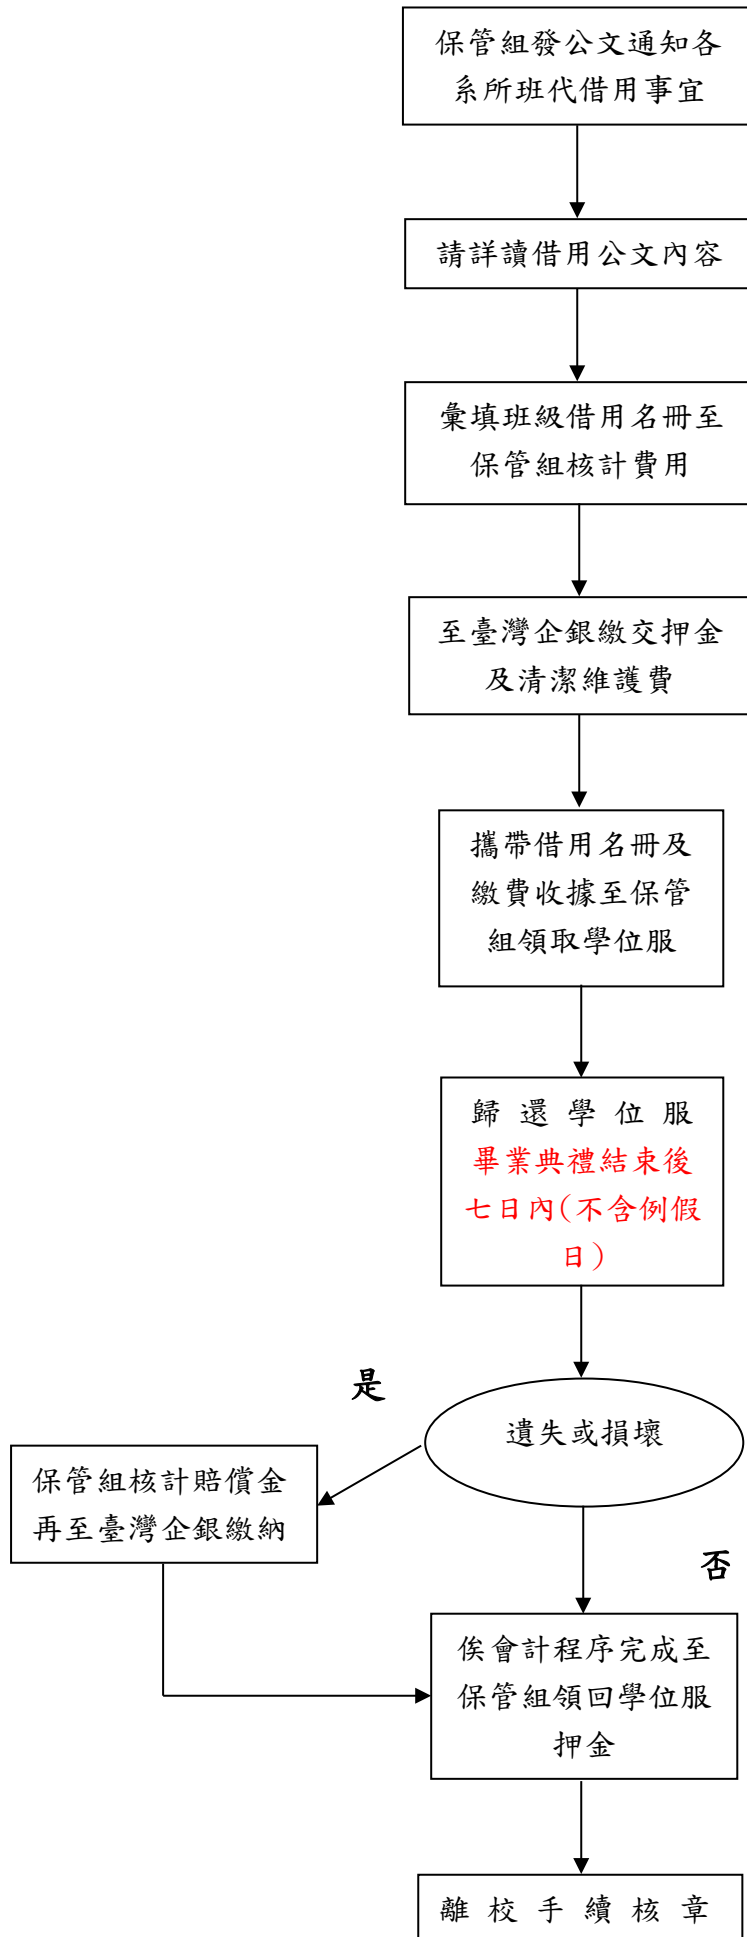 保管組發公文通知各
系所班代借用事宜
請詳讀借用公文內容
彙填班級借用名冊至
保管組核計費用
至臺灣企銀繳交押金
及清潔維護費
攜帶借用名冊及
繳費收據至保管
組領取學位服
歸還學位服
畢業典禮結束後
七日內(不含例假
日)
是
遺失或損壞
保管組核計賠償金
再至臺灣企銀繳納
否
俟會計程序完成至
保管組領回學位服
押金
離校手續核章